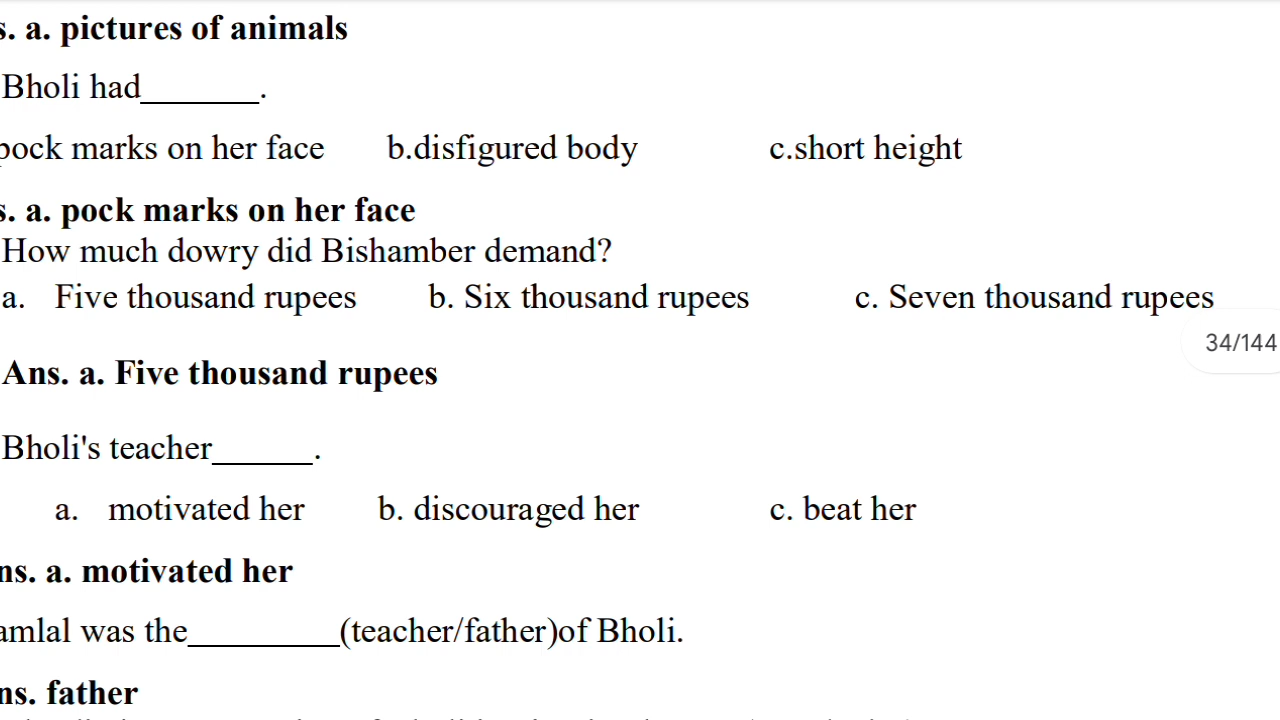 s. a. pictures of animals
Bholi had_______.
pock marks on her face b.disfigured body c.short height
s. a. pock marks on her face
How much dowry did Bishamber demand?
a. Five thousand rupees b. Six thousand rupees c. Seven thousand rupees
34/144
Ans. a. Five thousand rupees
Bholi's teacher______.
a. motivated her b. discouraged her c. beat her
ns. a. motivated her
amlal was the_________(teacher/father)of Bholi.
ns. father